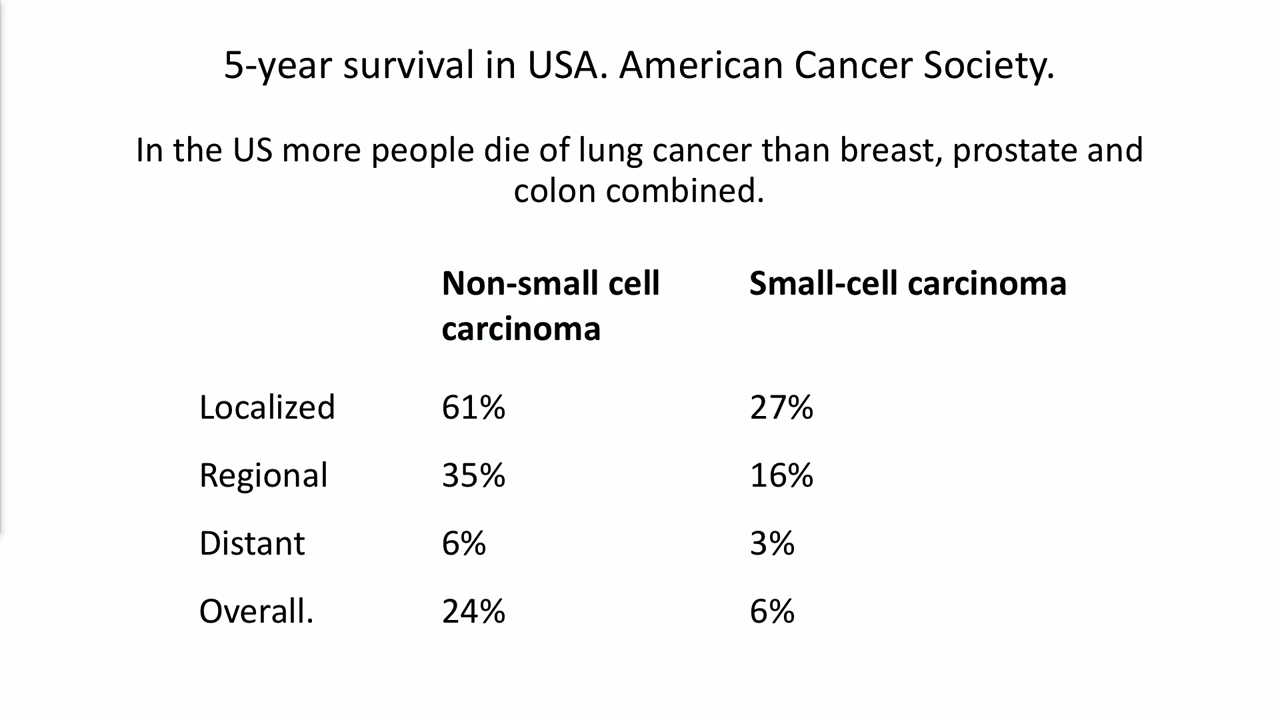 5-year survival in USA. American Cancer Society.
In the US more people die of lung cancer than breast, prostate and
colon combined.
Non-small cell Small-cell carcinoma
carcinoma
Localized 61% 27%
Regional 35% 16%
Distant 6% 3%
Overall. 24% 6%